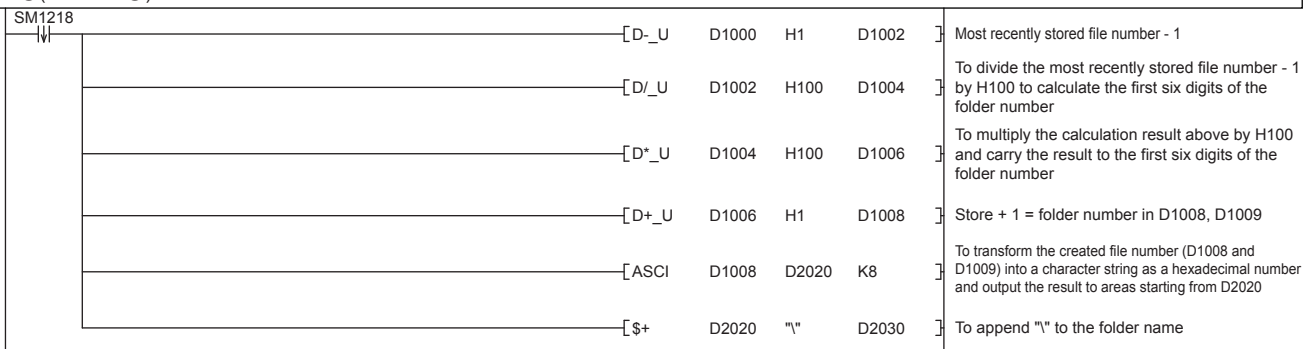 SM1218
D-_U D1000 H1 D1002 Most recently stored file number - 1
D/_U D1002 H100 D1004 To divide the most recently stored file number - 1
by H100 to calculate the first six digits of the
folder number
D*_U D1004 H100 D1006 To multiply the calculation result above by H100
and carry the result to the first six digits of the
folder number
D+_U D1006 H1 D1008 Store + 1 = folder number in D1008, D1009
ASCI D1008 D2020 K8 To transform the created file number (D1008 and
D1009) into a character string as a hexadecimal number
and output the result to areas starting from D2020
$+ D2020 "\" D2030 To append "\" to the folder name